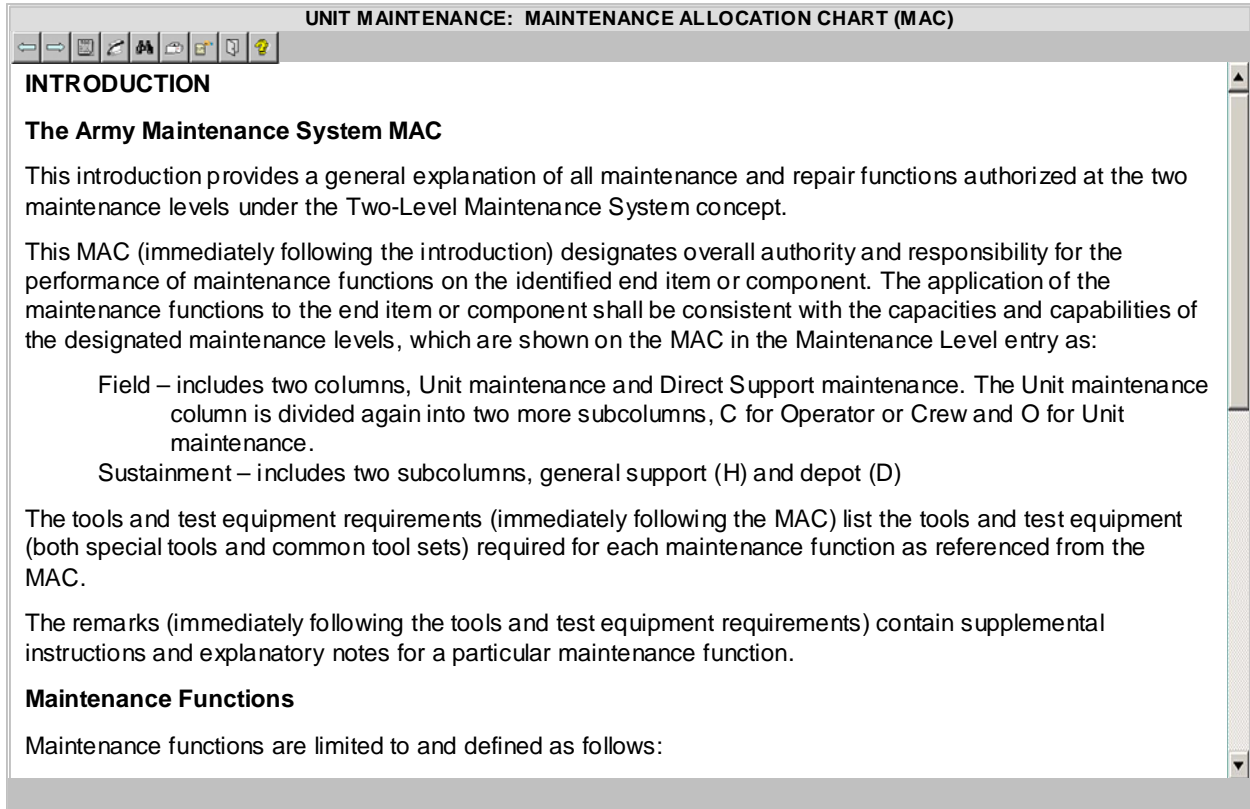 UNIT MAINTENANCE: MAINTENANCE ALLOCATION CHART (MAC)
INTRODUCTION
The Army Maintenance System MAC
This introduction provides a general explanation of all maintenance and repair functions authorized at the two
maintenance levels under the Two-Level Maintenance System concept.
This MAC (immediately following the introduction) designates overall authority and responsibility for the
performance of maintenance functions on the identified end item or component. The application of the
maintenance functions to the end item or component shall be consistent with the capacities and capabilities of
the designated maintenance levels, which are shown on the MAC in the Maintenance Level entry as:
Field – includes two columns, Unit maintenance and Direct Support maintenance. The Unit maintenance
column is divided again into two more subcolumns, C for Operator or Crew and O for Unit
maintenance.
Sustainment – includes two subcolumns, general support (H) and depot (D)
The tools and test equipment requirements (immediately following the MAC) list the tools and test equipment
(both special tools and common tool sets) required for each maintenance function as referenced from the
MAC.
The remarks (immediately following the tools and test equipment requirements) contain supplemental
instructions and explanatory notes for a particular maintenance function.
Maintenance Functions
Maintenance functions are limited to and defined as follows: